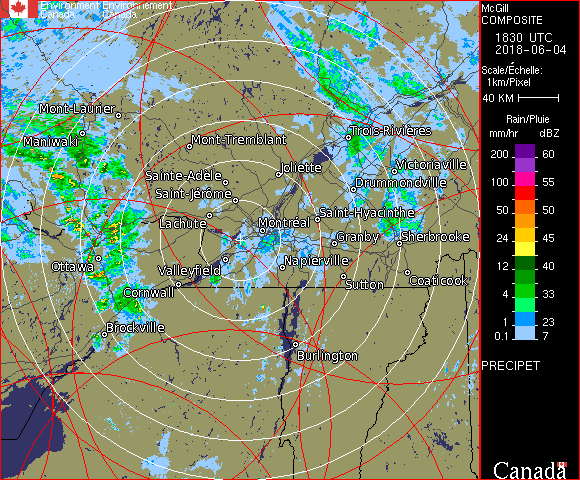 Environment Environnement
Canada Canada
McGill
COMPOSITE
1830 UTC
2018-06-04
Scale/Échelle:
1km/Pixel
40 KM
Rain/Pluie
mm/hr dBZ
200 60
100 55
50 50
24 45
12 40
4 33
1 23
0.1 7
PRECIPET
Canada
Mont-Laurier
Maniwaki
Mont-Tremblant
Trois-Rivières
Sainte-Adèle
Joliette
Victoriaville
Saint-Jérôme
Drummondville
Lachute
Montréal
Saint-Hyacinthe
Granby
Sherbrooke
Ottawa
Valleyfield
Napierville
Cornwall
Sutton
Coaticook
Brockville
Burlington